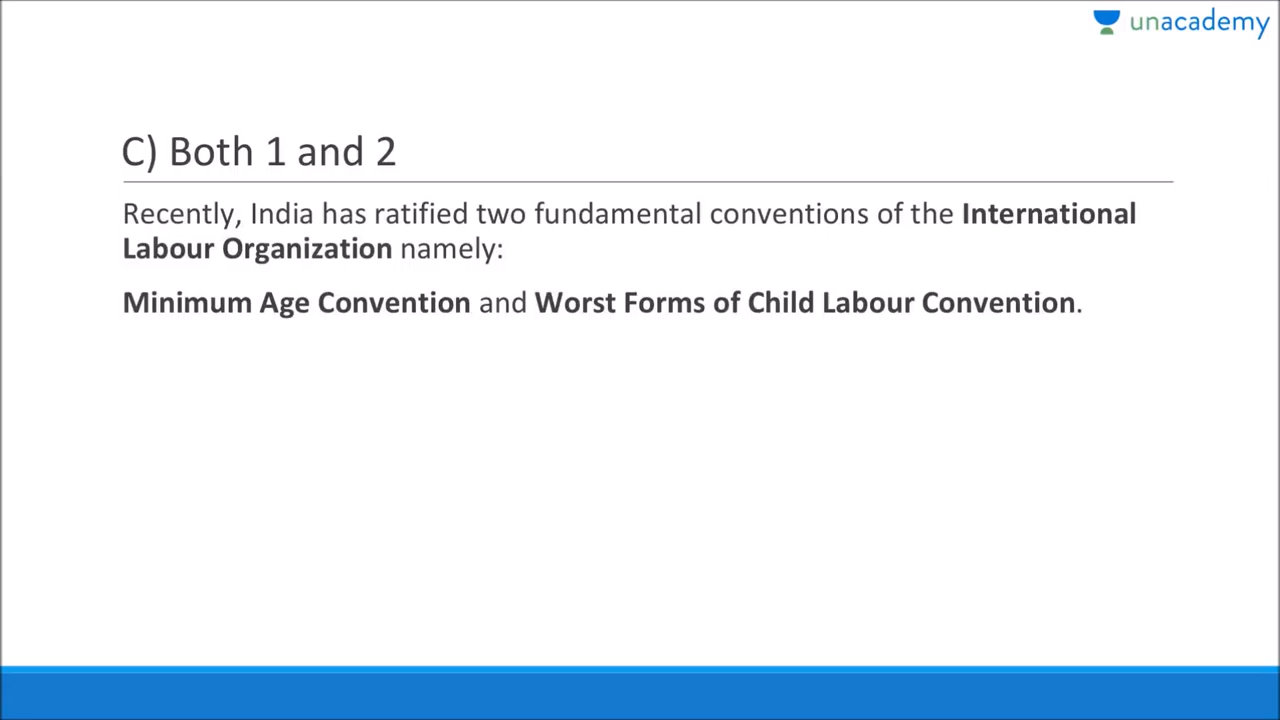 unacademy
C) Both 1 and 2
Recently, India has ratified two fundamental conventions of the International
Labour Organization namely:
Minimum Age Convention and Worst Forms of Child Labour Convention.